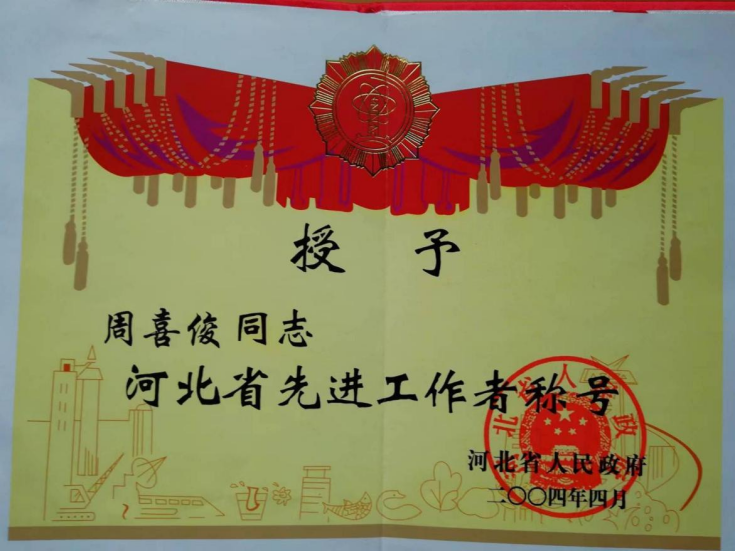 授予
周喜俊同志
河北省先进工作者称号
河北省人民政府
二〇〇四年四月